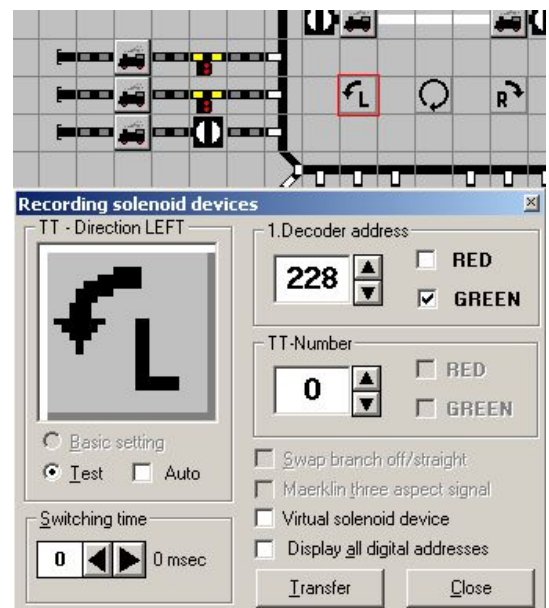 L
R
Recording solenoid devices
TT - Direction LEFT
L
Basic setting
Test Auto
Switching time
0 0 msec
1.Decoder address
228 RED
GREEN
TT-Number
0 RED
GREEN
Swap branch off/straight
Maerklin three aspect signal
Virtual solenoid device
Display all digital addresses
Transfer Close